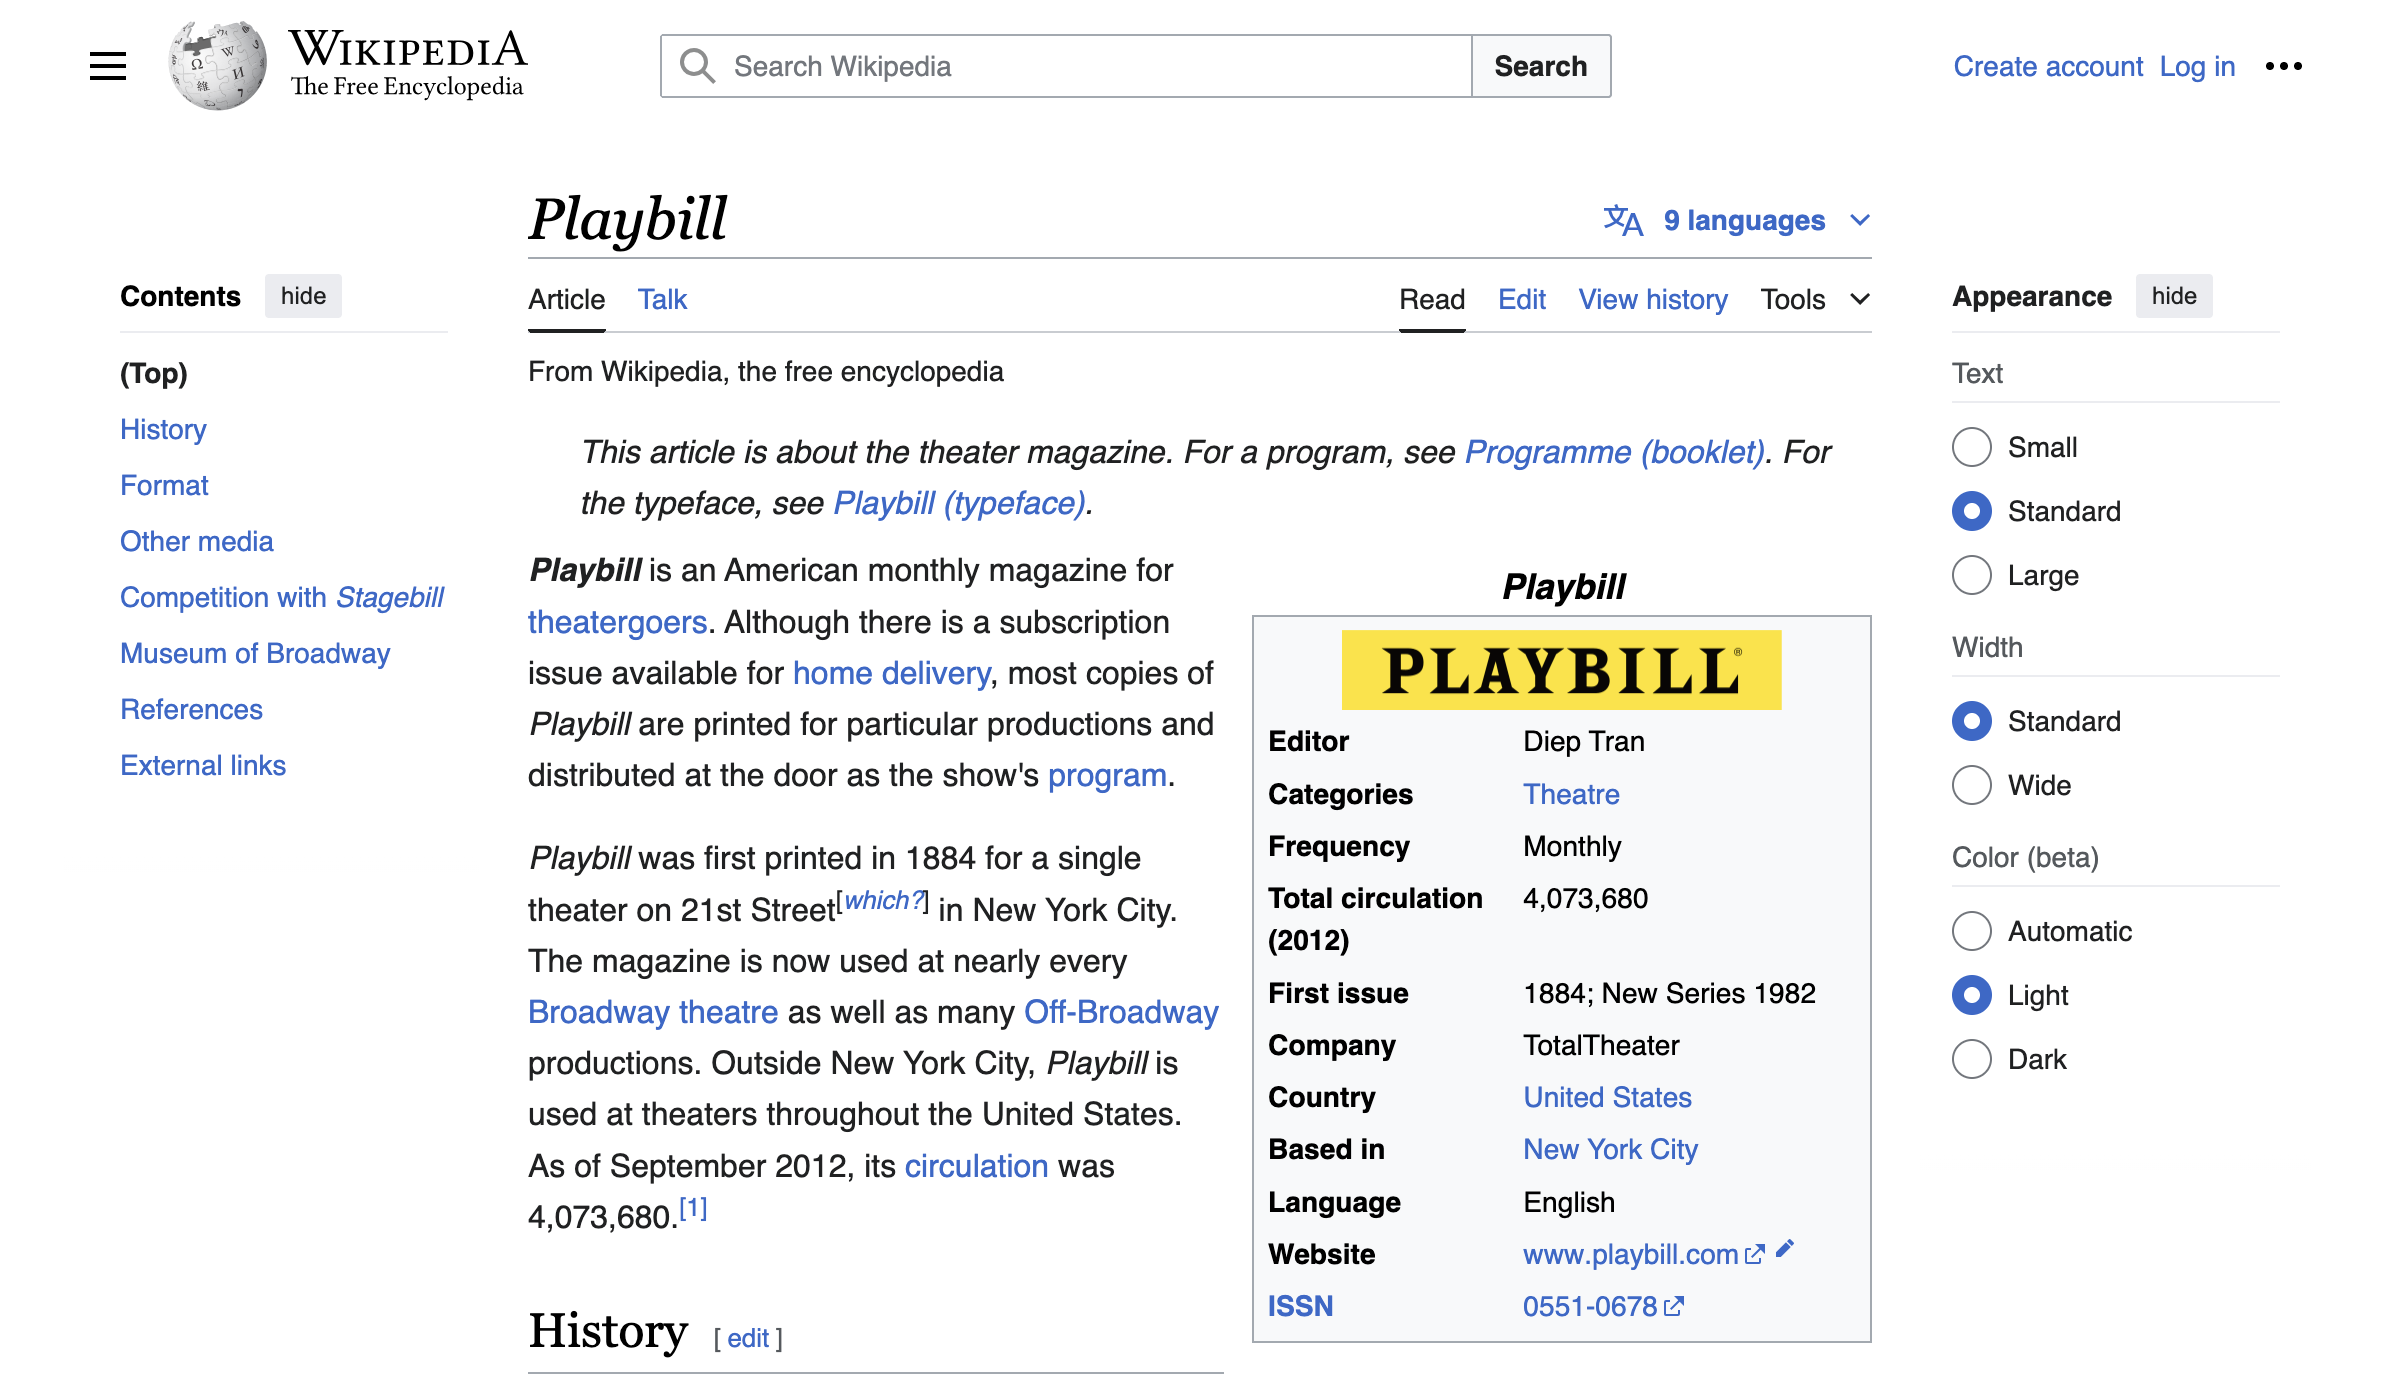 WIKIPEDIA
The Free Encyclopedia
Search Wikipedia
Search
Create account Log in
Playbill
9 languages
Contents hide
(Top)
History
Format
Other media
Competition with Stagebill
Museum of Broadway
References
External links
Article Talk
Read Edit View history Tools
From Wikipedia, the free encyclopedia
This article is about the theater magazine. For a program, see Programme (booklet). For
the typeface, see Playbill (typeface).
Playbill is an American monthly magazine for
theatergoers. Although there is a subscription
issue available for home delivery, most copies of
Playbill are printed for particular productions and
distributed at the door as the show's program.
Playbill was first printed in 1884 for a single
theater on 21st Street[which?] in New York City.
The magazine is now used at nearly every
Broadway theatre as well as many Off-Broadway
productions. Outside New York City, Playbill is
used at theaters throughout the United States.
As of September 2012, its circulation was
4,073,680.[1]
History [ edit ]
Playbill
PLAYBILL®
Editor Diep Tran
Categories Theatre
Frequency Monthly
Total circulation 4,073,680
(2012)
First issue 1884; New Series 1982
Company TotalTheater
Country United States
Based in New York City
Language English
Website www.playbill.com
ISSN 0551-0678
Appearance hide
Text
Small
Standard
Large
Width
Standard
Wide
Color (beta)
Automatic
Light
Dark